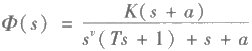 Φ(s) = K(s + a) / s^v(Ts + 1) + s + a